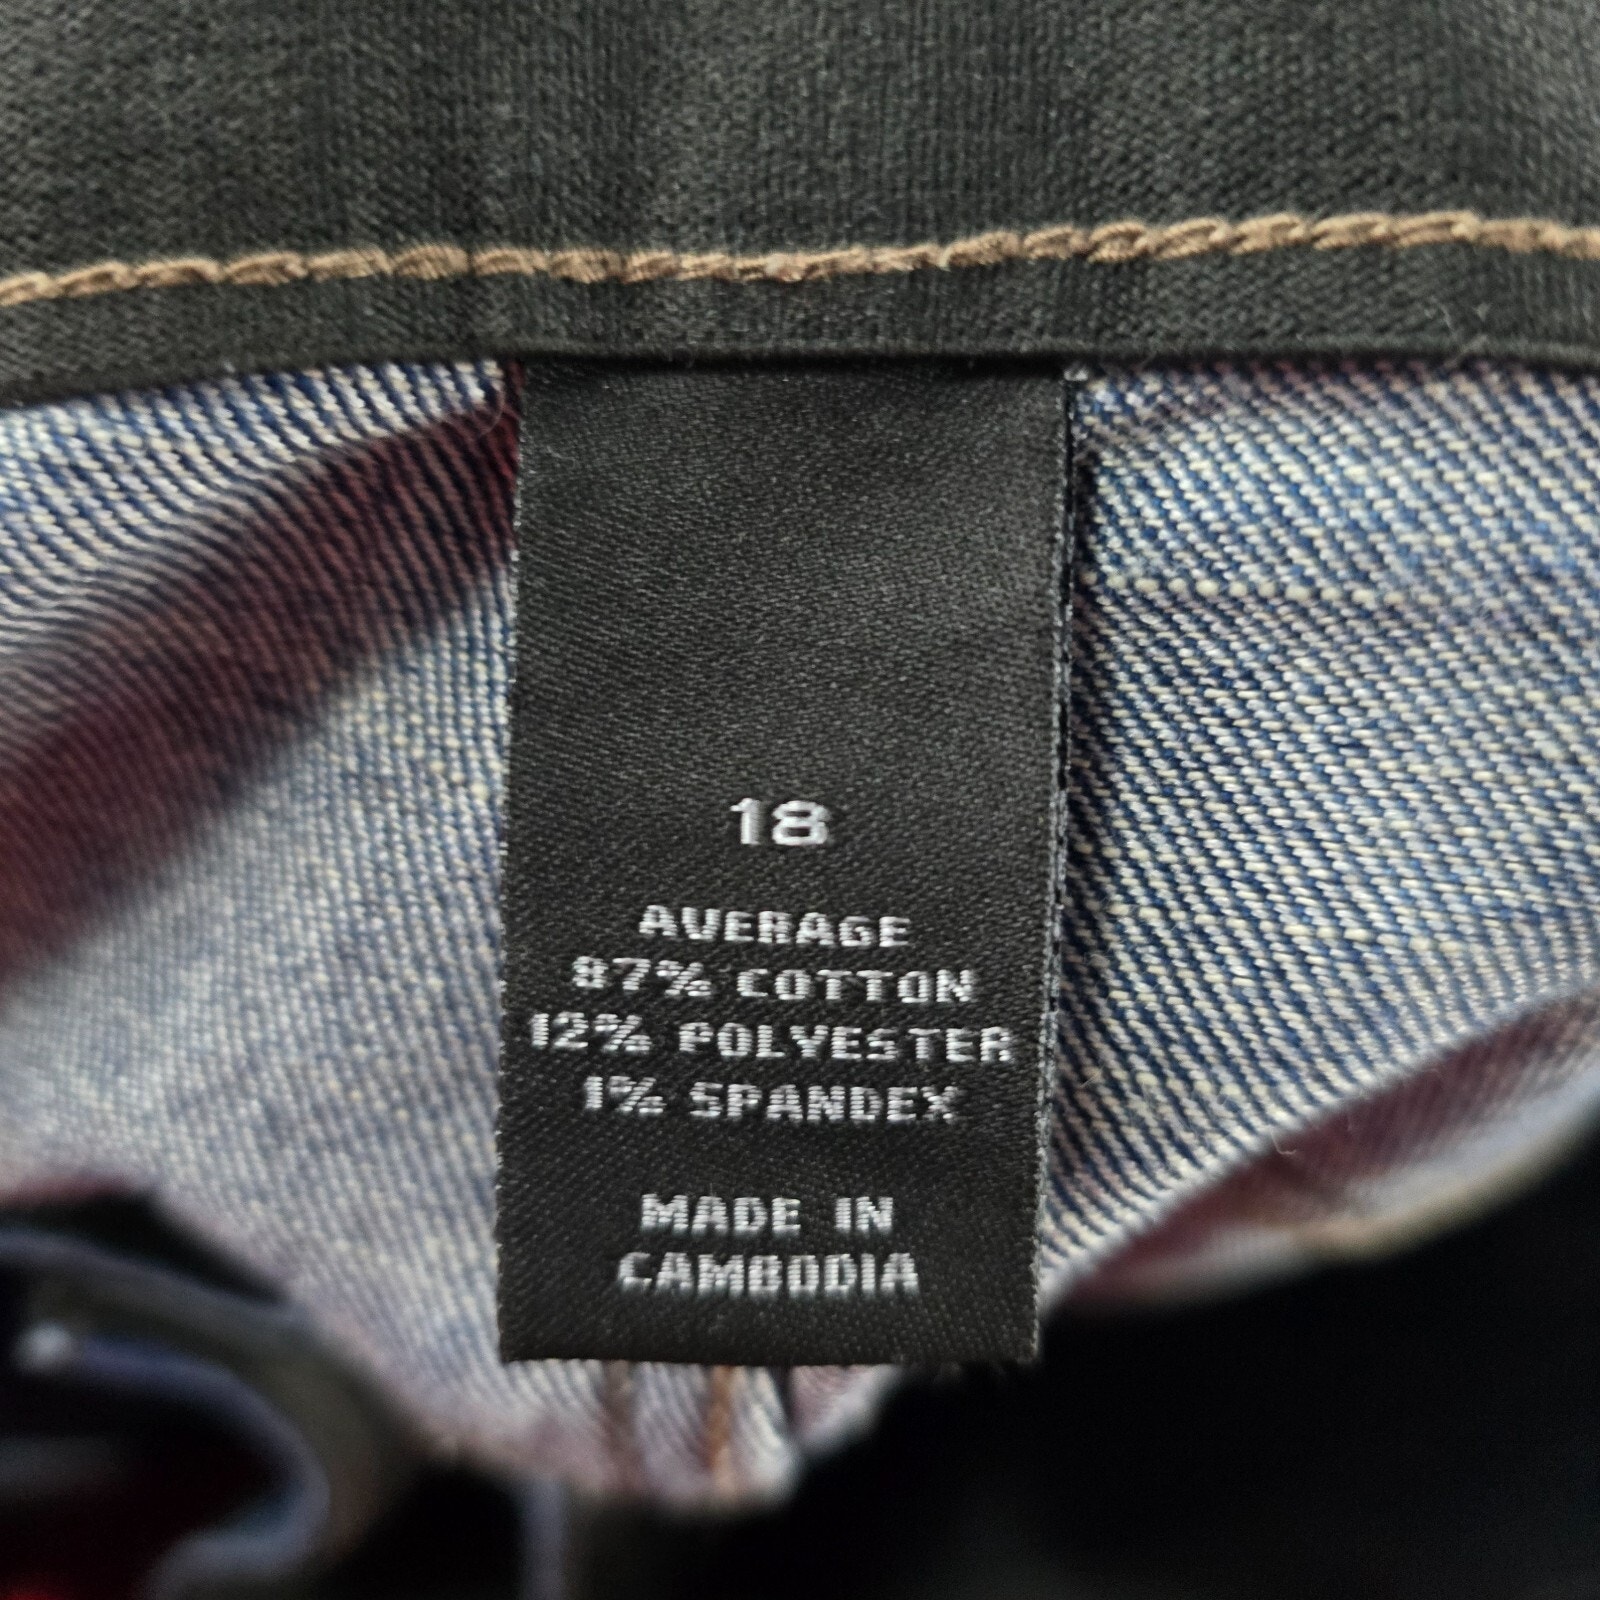 18
AVERAGE
87% COTTON
12% POLYESTER
1% SPANDEX
MADE IN
CAMBODIA